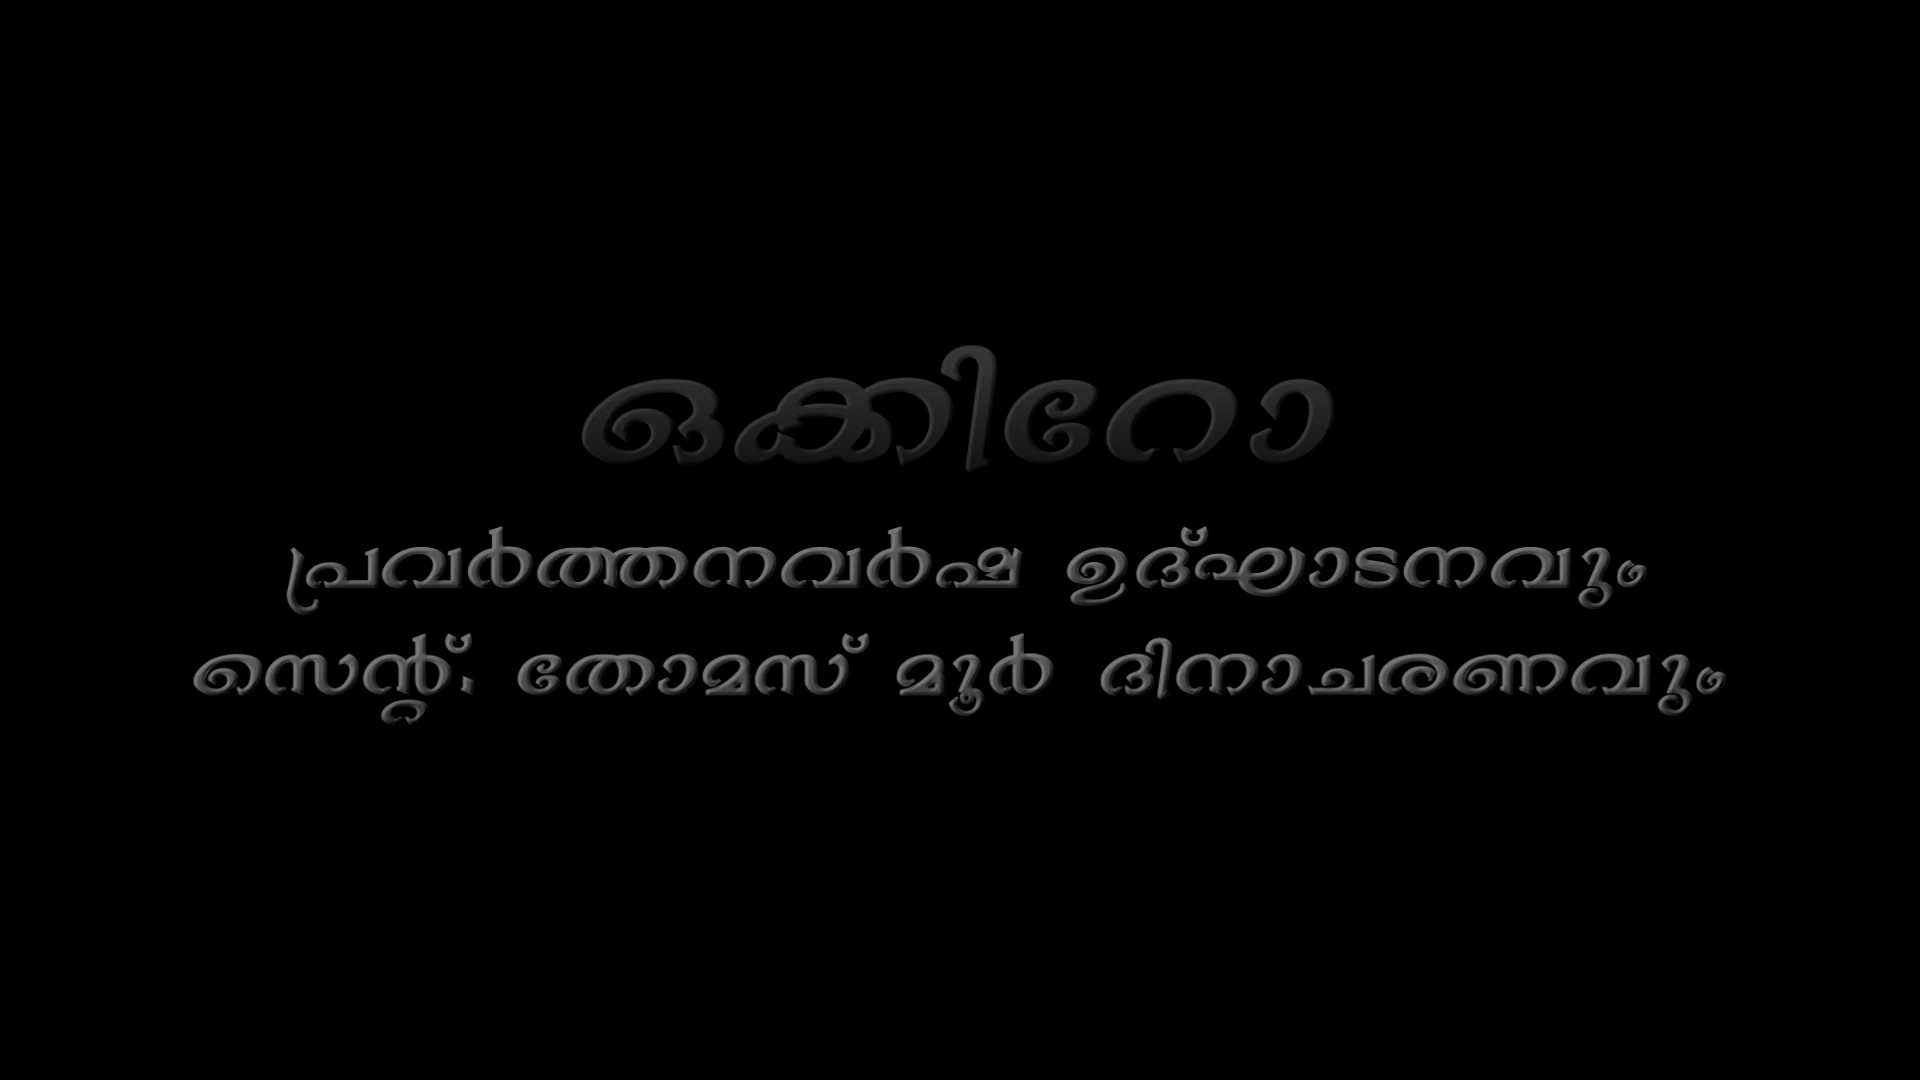 ഒക്കിറോ
പ്രവർത്തനവർഷ ഉദ്ഘാടനവും
സെന്റ്. തോമസ് മൂർ ദിനാചരണവും